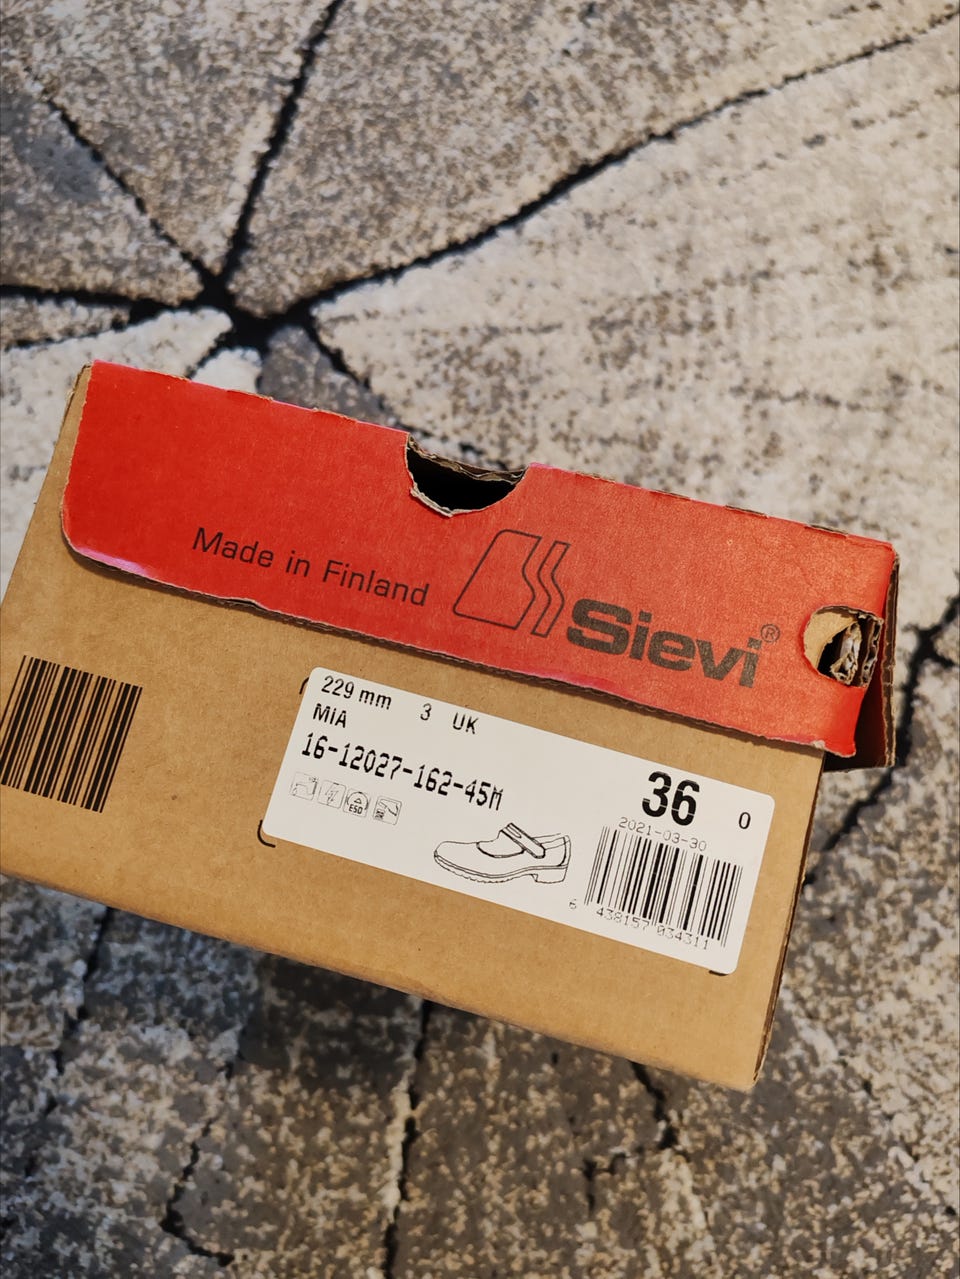 Made in Finland
Sievi®
229 mm 3 UK
MiA
16-12027-162-45M
ESD
36 0
2021-03-30
6 438157 034311